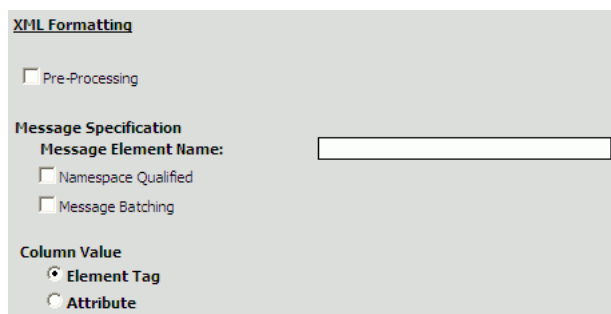 XML Formatting
Pre-Processing
Message Specification
Message Element Name:
Namespace Qualified
Message Batching
Column Value
Element Tag
Attribute